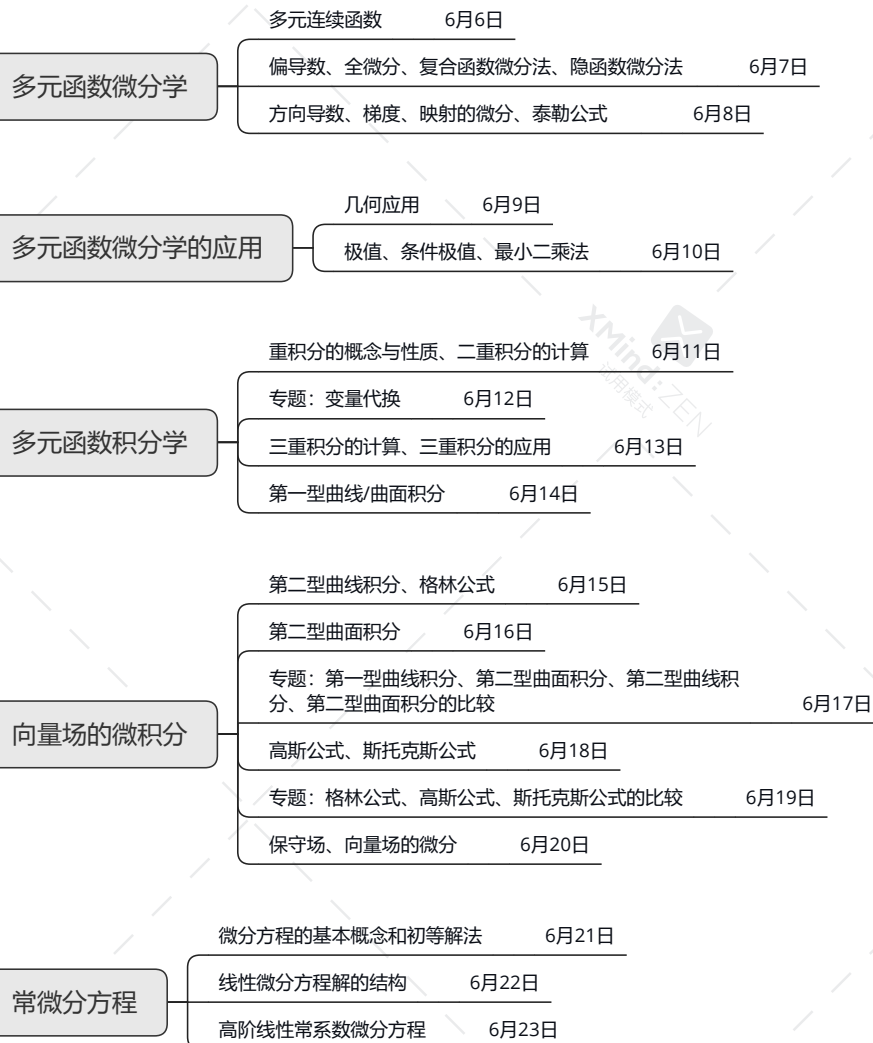 多元函数微分学
多元连续函数 6月6日
偏导数、全微分、复合函数微分法、隐函数微分法 6月7日
方向导数、梯度、映射的微分、泰勒公式 6月8日
多元函数微分学的应用
几何应用 6月9日
极值、条件极值、最小二乘法 6月10日
多元函数积分学
重积分的概念与性质、二重积分的计算 6月11日
专题：变量代换 6月12日
三重积分的计算、三重积分的应用 6月13日
第一型曲线/曲面积分 6月14日
XMind:ZEN
试用模式
向量场的微积分
第二型曲线积分、格林公式 6月15日
第二型曲面积分 6月16日
专题：第一型曲线积分、第二型曲面积分、第二型曲线积
分、第二型曲面积分的比较 6月17日
高斯公式、斯托克斯公式 6月18日
专题：格林公式、高斯公式、斯托克斯公式的比较 6月19日
保守场、向量场的微分 6月20日
常微分方程
微分方程的基本概念和初等解法 6月21日
线性微分方程解的结构 6月22日
高阶线性常系数微分方程 6月23日